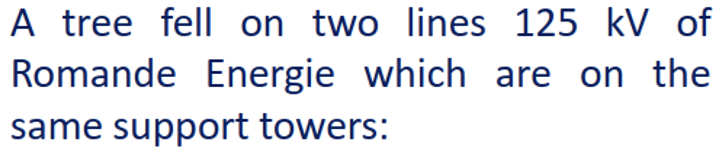 A tree fell on two lines 125 kV of
Romande Energie which are on the
same support towers: